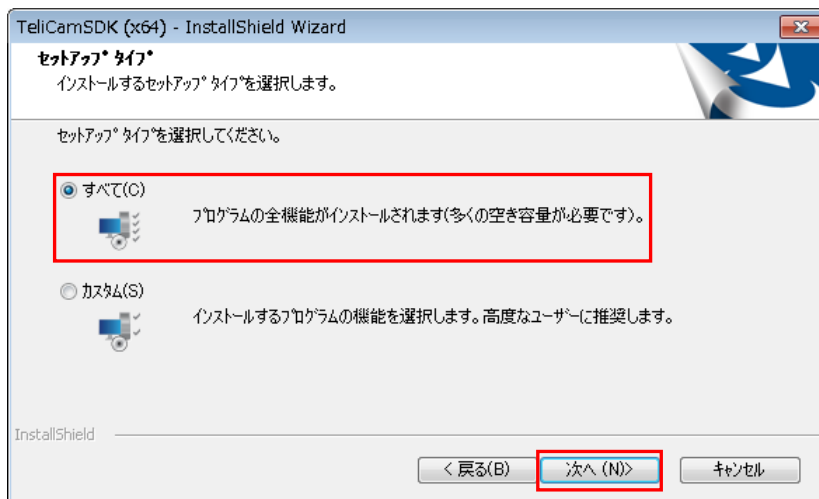 TeliCamSDK (x64) - InstallShield Wizard
セットアップ タイプ
インストールするセットアップ タイプを選択します。
セットアップ タイプを選択してください。
すべて(C)
プログラムの全機能がインストールされます(多くの空き容量が必要です)。
カスタム(S)
インストールするプログラムの機能を選択します。高度なユーザーに推奨します。
InstallShield
< 戻る(B)
次へ (N)>
キャンセル